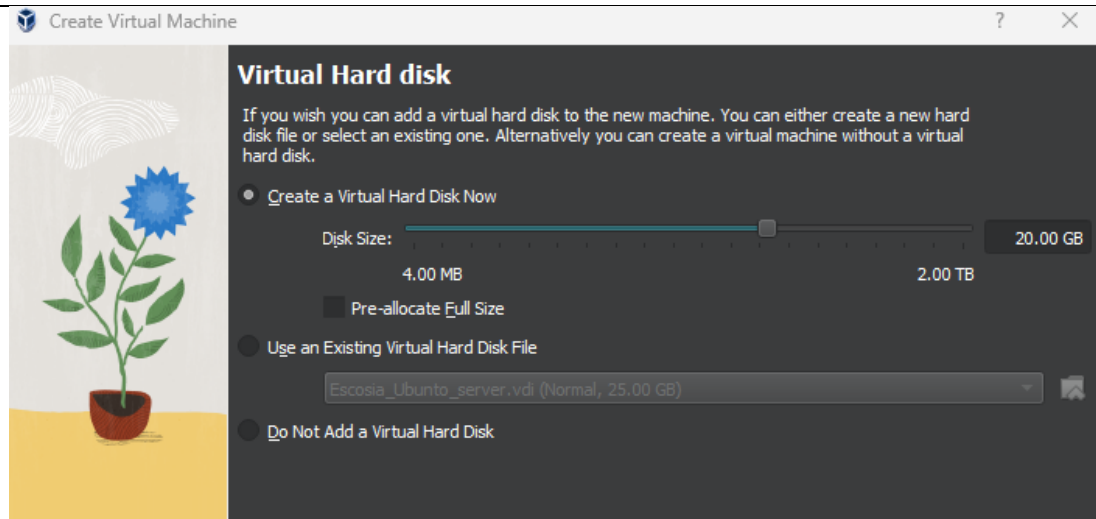 Create Virtual Machine
Virtual Hard disk
If you wish you can add a virtual hard disk to the new machine. You can either create a new hard
disk file or select an existing one. Alternatively you can create a virtual machine without a virtual
hard disk.
Create a Virtual Hard Disk Now
Disk Size:
20.00 GB
4.00 MB
2.00 TB
Pre-allocate Full Size
Use an Existing Virtual Hard Disk File
Escosia_Ubunto_server.vdi (Normal, 25.00 GB)
Do Not Add a Virtual Hard Disk